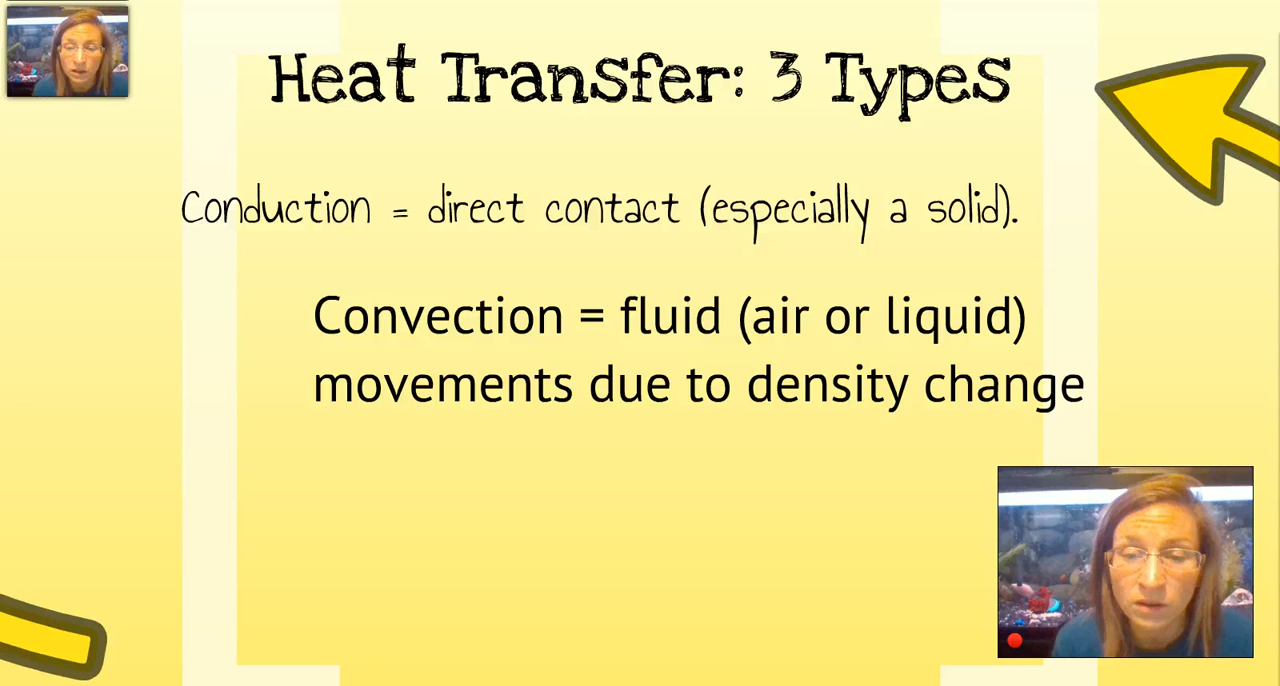 Heat Transfer: 3 Types
Conduction = direct contact (especially a solid).
Convection = fluid (air or liquid)
movements due to density change